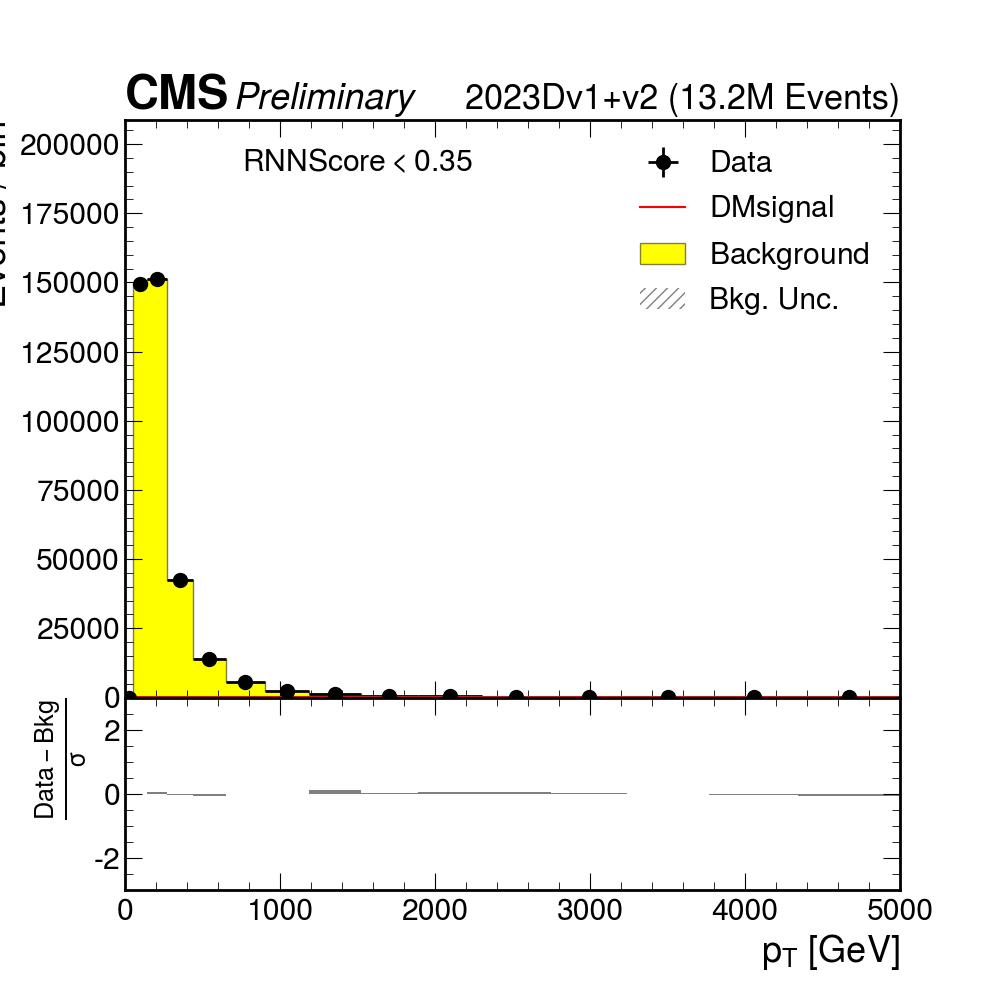 CMS Preliminary 2023Dv1+v2 (13.2M Events)
RNNScore < 0.35
Data
DMsignal
Background
Bkg. Unc.
200000
175000
150000
125000
100000
75000
50000
25000
0
Data – Bkg
σ
2
0
-2
0 1000 2000 3000 4000 5000
pT [GeV]